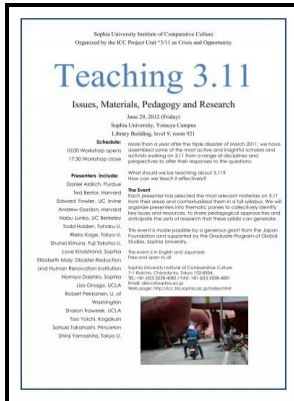 Sophia University Institute of Comparative Culture
Organized by the ICC Project Unit "3.11 as Crisis and Opportunity
Teaching 3.11
Issues, Materials, Pedagogy and Research
June 29, 2012 (Friday)
Sophia University, Yotsuya Campus
Library Building, level 9, room 921
Schedule:
10:00 Workshop opens
17:30 Workshop close
Presenters Include:
Daniel Aldrich, Purdue
Ted Bestor, Harvard
Edward Fowler, UC Irvine
Andrew Gordon, Harvard
Nabu Junko, UC Berkeley
Todd Holden, Tohoku U.
Rieko Kage, Tokyo U.
Shuhei Kimura, Fuji Tokoha U.
Love Kindstrand, Sophia
Elizabeth Maly, Disaster Reduction
and Human Renovation Institution
Norihiro Daishiro, Sophia
Lisa Onaga, UCLA
Robert Pekkanen, U. of
Washington
Sharon Traweek, UCLA
Tao Yoichi, Kogakuin
Satsuki Takahashi, Princeton
Shinji Yamashita, Tokyo U.
More than a year after the triple disaster of March 2011, we have
assembled some of the most active and insightful scholars and
activists working on 3.11 from a range of disciplines and
perspectives to offer their responses to the questions:
What should we be teaching about 3.11?
How can we teach it effectively?
The Event
Each presenter has selected the most relevant materials on 3.11
from their areas and contextualized them in a full syllabus. We will
organize presenters into thematic panels to collectively identify
key issues and resources, to share pedagogical approaches and
anticipate the sorts of research that these syllabi can generate.
This event is made possible by a generous grant from the Japan
Foundation and supported by the Graduate Program of Global
Studies, Sophia University.
The event is in English and Japanese
Free and open to all
Sophia University Institute of Comparative Culture
7-1 Kioicho, Chiyoda-ku, Tokyo 102-8554